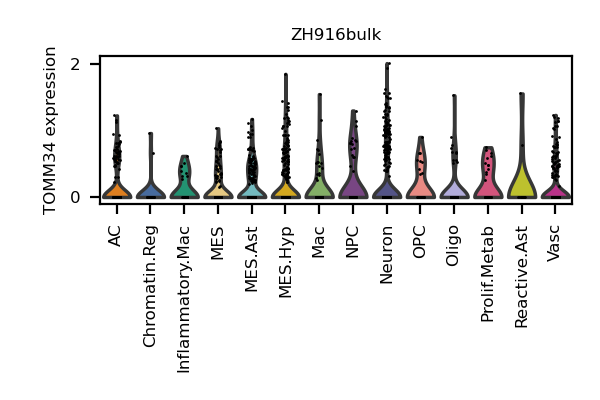 ZH916bulk
TOMM34 expression
2
0
AC
Chromatin.Reg
Inflammatory.Mac
MES
MES.Ast
MES.Hyp
Mac
NPC
Neuron
OPC
Oligo
Prolif.Metab
Reactive.Ast
Vasc